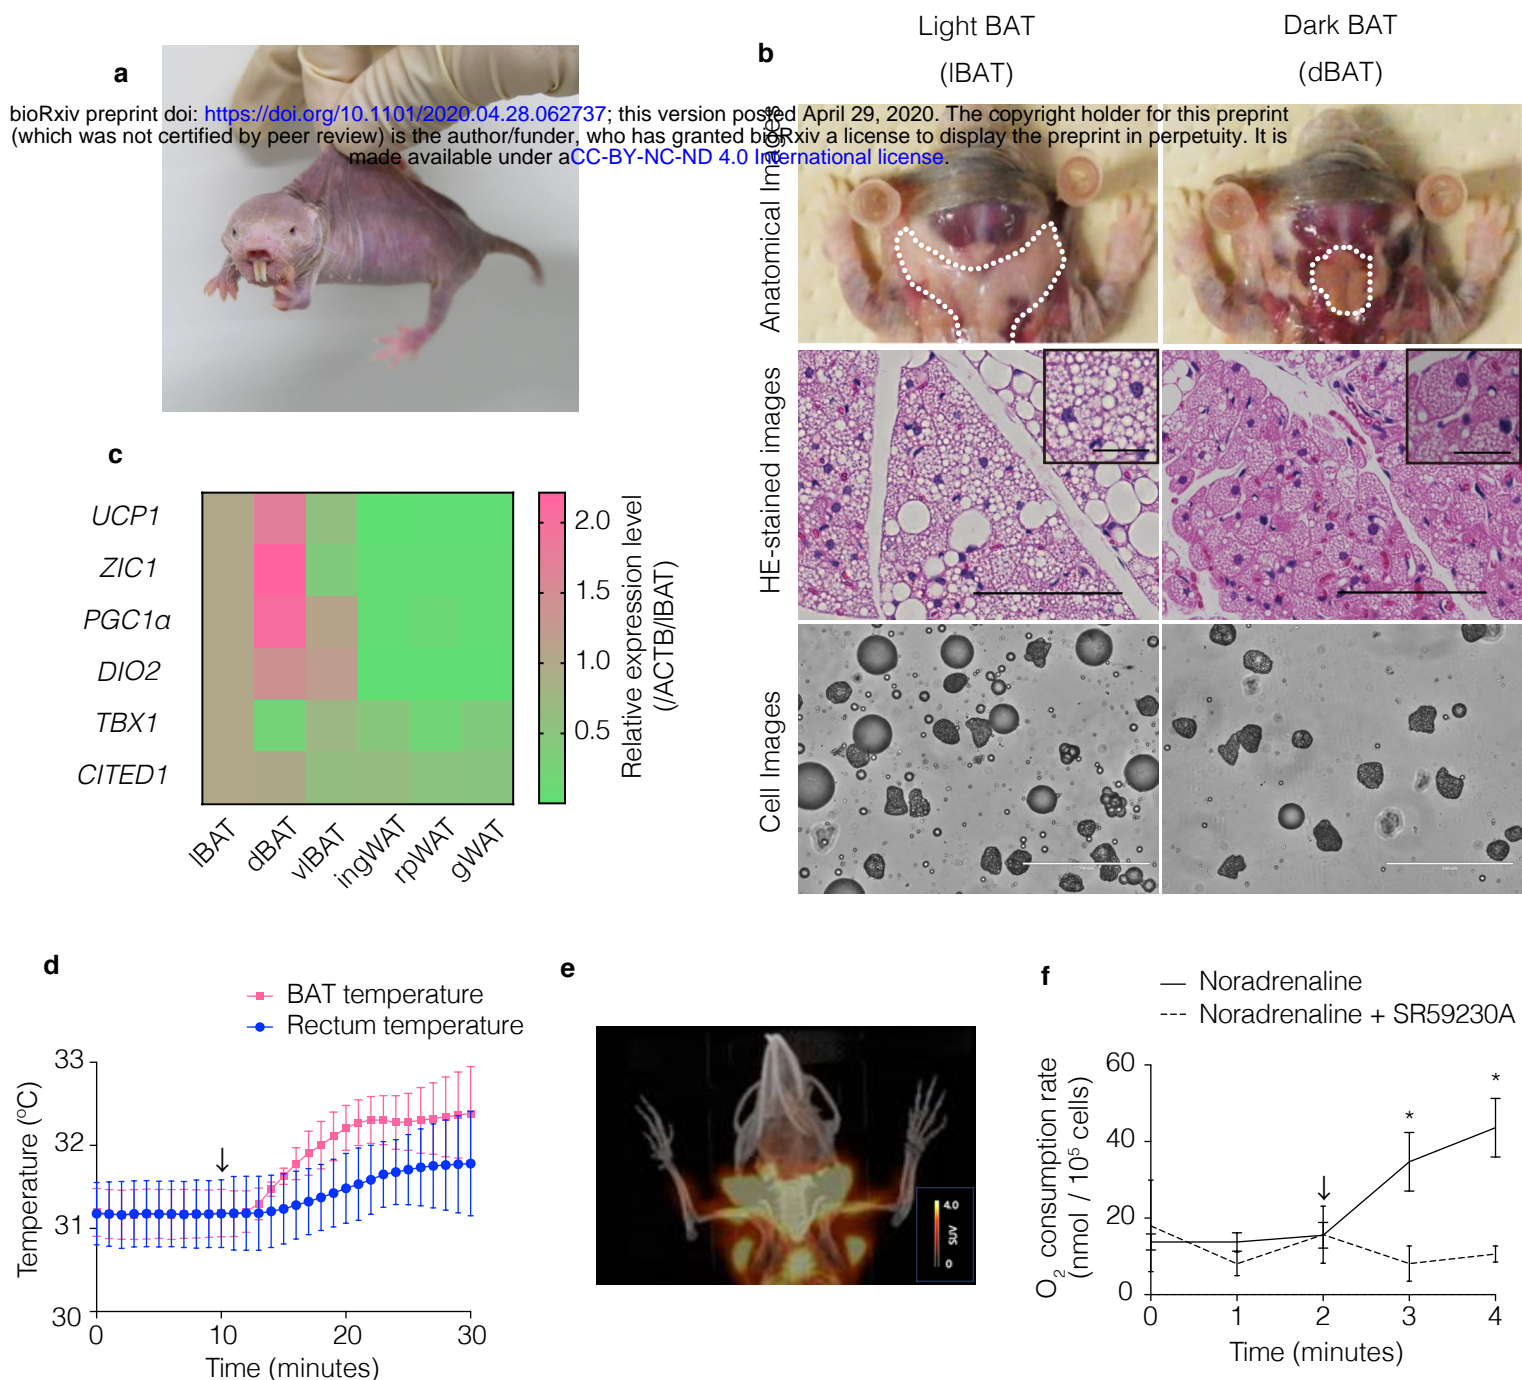 Light BAT
(lBAT)
Dark BAT
(dBAT)
a
b
bioRxiv preprint doi: https://doi.org/10.1101/2020.04.28.062737; this version posted April 29, 2020. The copyright holder for this preprint
(which was not certified by peer review) is the author/funder, who has granted bioRxiv a license to display the preprint in perpetuity. It is
made available under aCC-BY-NC-ND 4.0 International license.
Anatomical Images
HE-stained images
Cell Images
c
UCP1
ZIC1
PGC1α
DIO2
TBX1
CITED1
lBAT
dBAT
vlBAT
ingWAT
rpWAT
gWAT
2.0
1.5
1.0
0.5
Relative expression level
(/ACTB/lBAT)
d
BAT temperature
Rectum temperature
Temperature (°C)
33
32
31
30
0
10
20
30
Time (minutes)
e
4.0
SUV
0
f
Noradrenaline
Noradrenaline + SR59230A
O2 consumption rate
(nmol / 10⁵ cells)
60
40
20
0
*
*
0
1
2
3
4
Time (minutes)